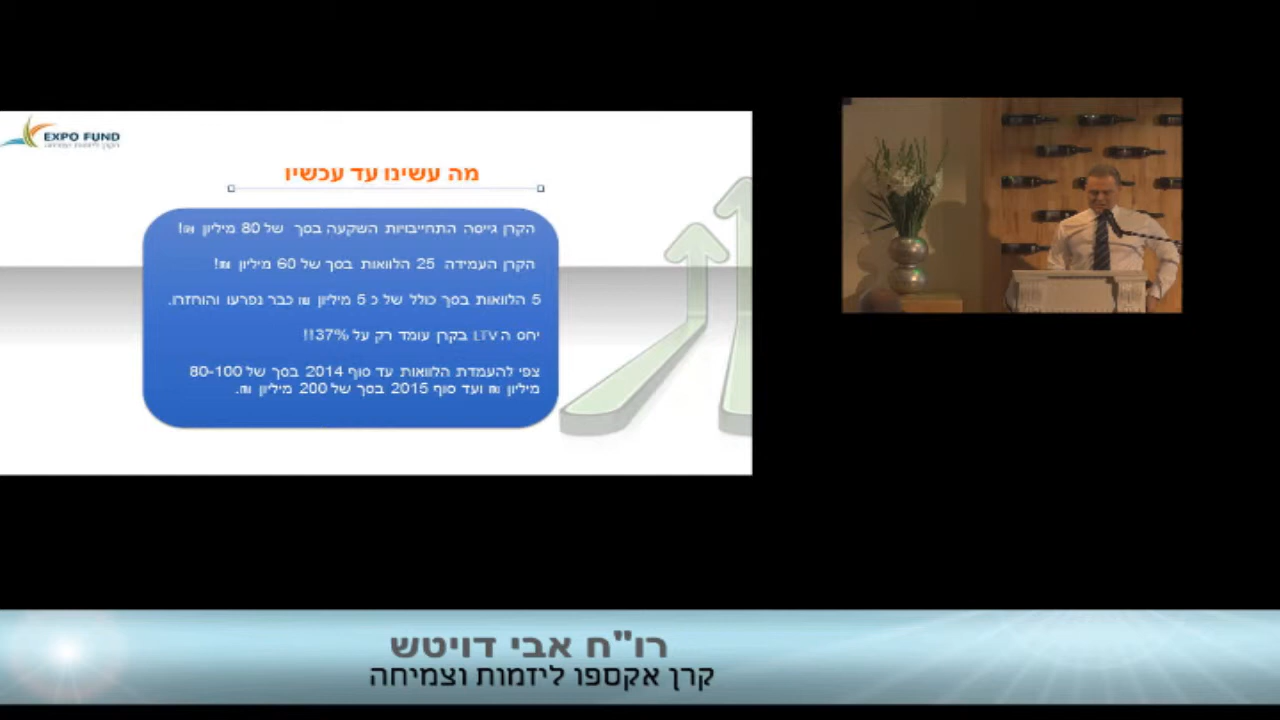 EXPO FUND
הקרן ליזמות וצמיחה
מה עשינו עד עכשיו
הקרן גייסה התחייבויות השקעה בסך של 80 מיליון ₪!
הקרן העמידה 25 הלוואות בסך של 60 מיליון ₪!
5 הלוואות בסך כולל של כ 5 מיליון ₪ כבר נפרעו והוחזרו.
יחס ה LTV בקרן עומד רק על 37%!!
צפי להעמדת הלוואות עד סוף 2014 בסך של 80-100
מיליון ₪ ועד סוף 2015 בסך של 200 מיליון ₪.
רו"ח אבי דויטש
קרן אקספו ליזמות וצמיחה